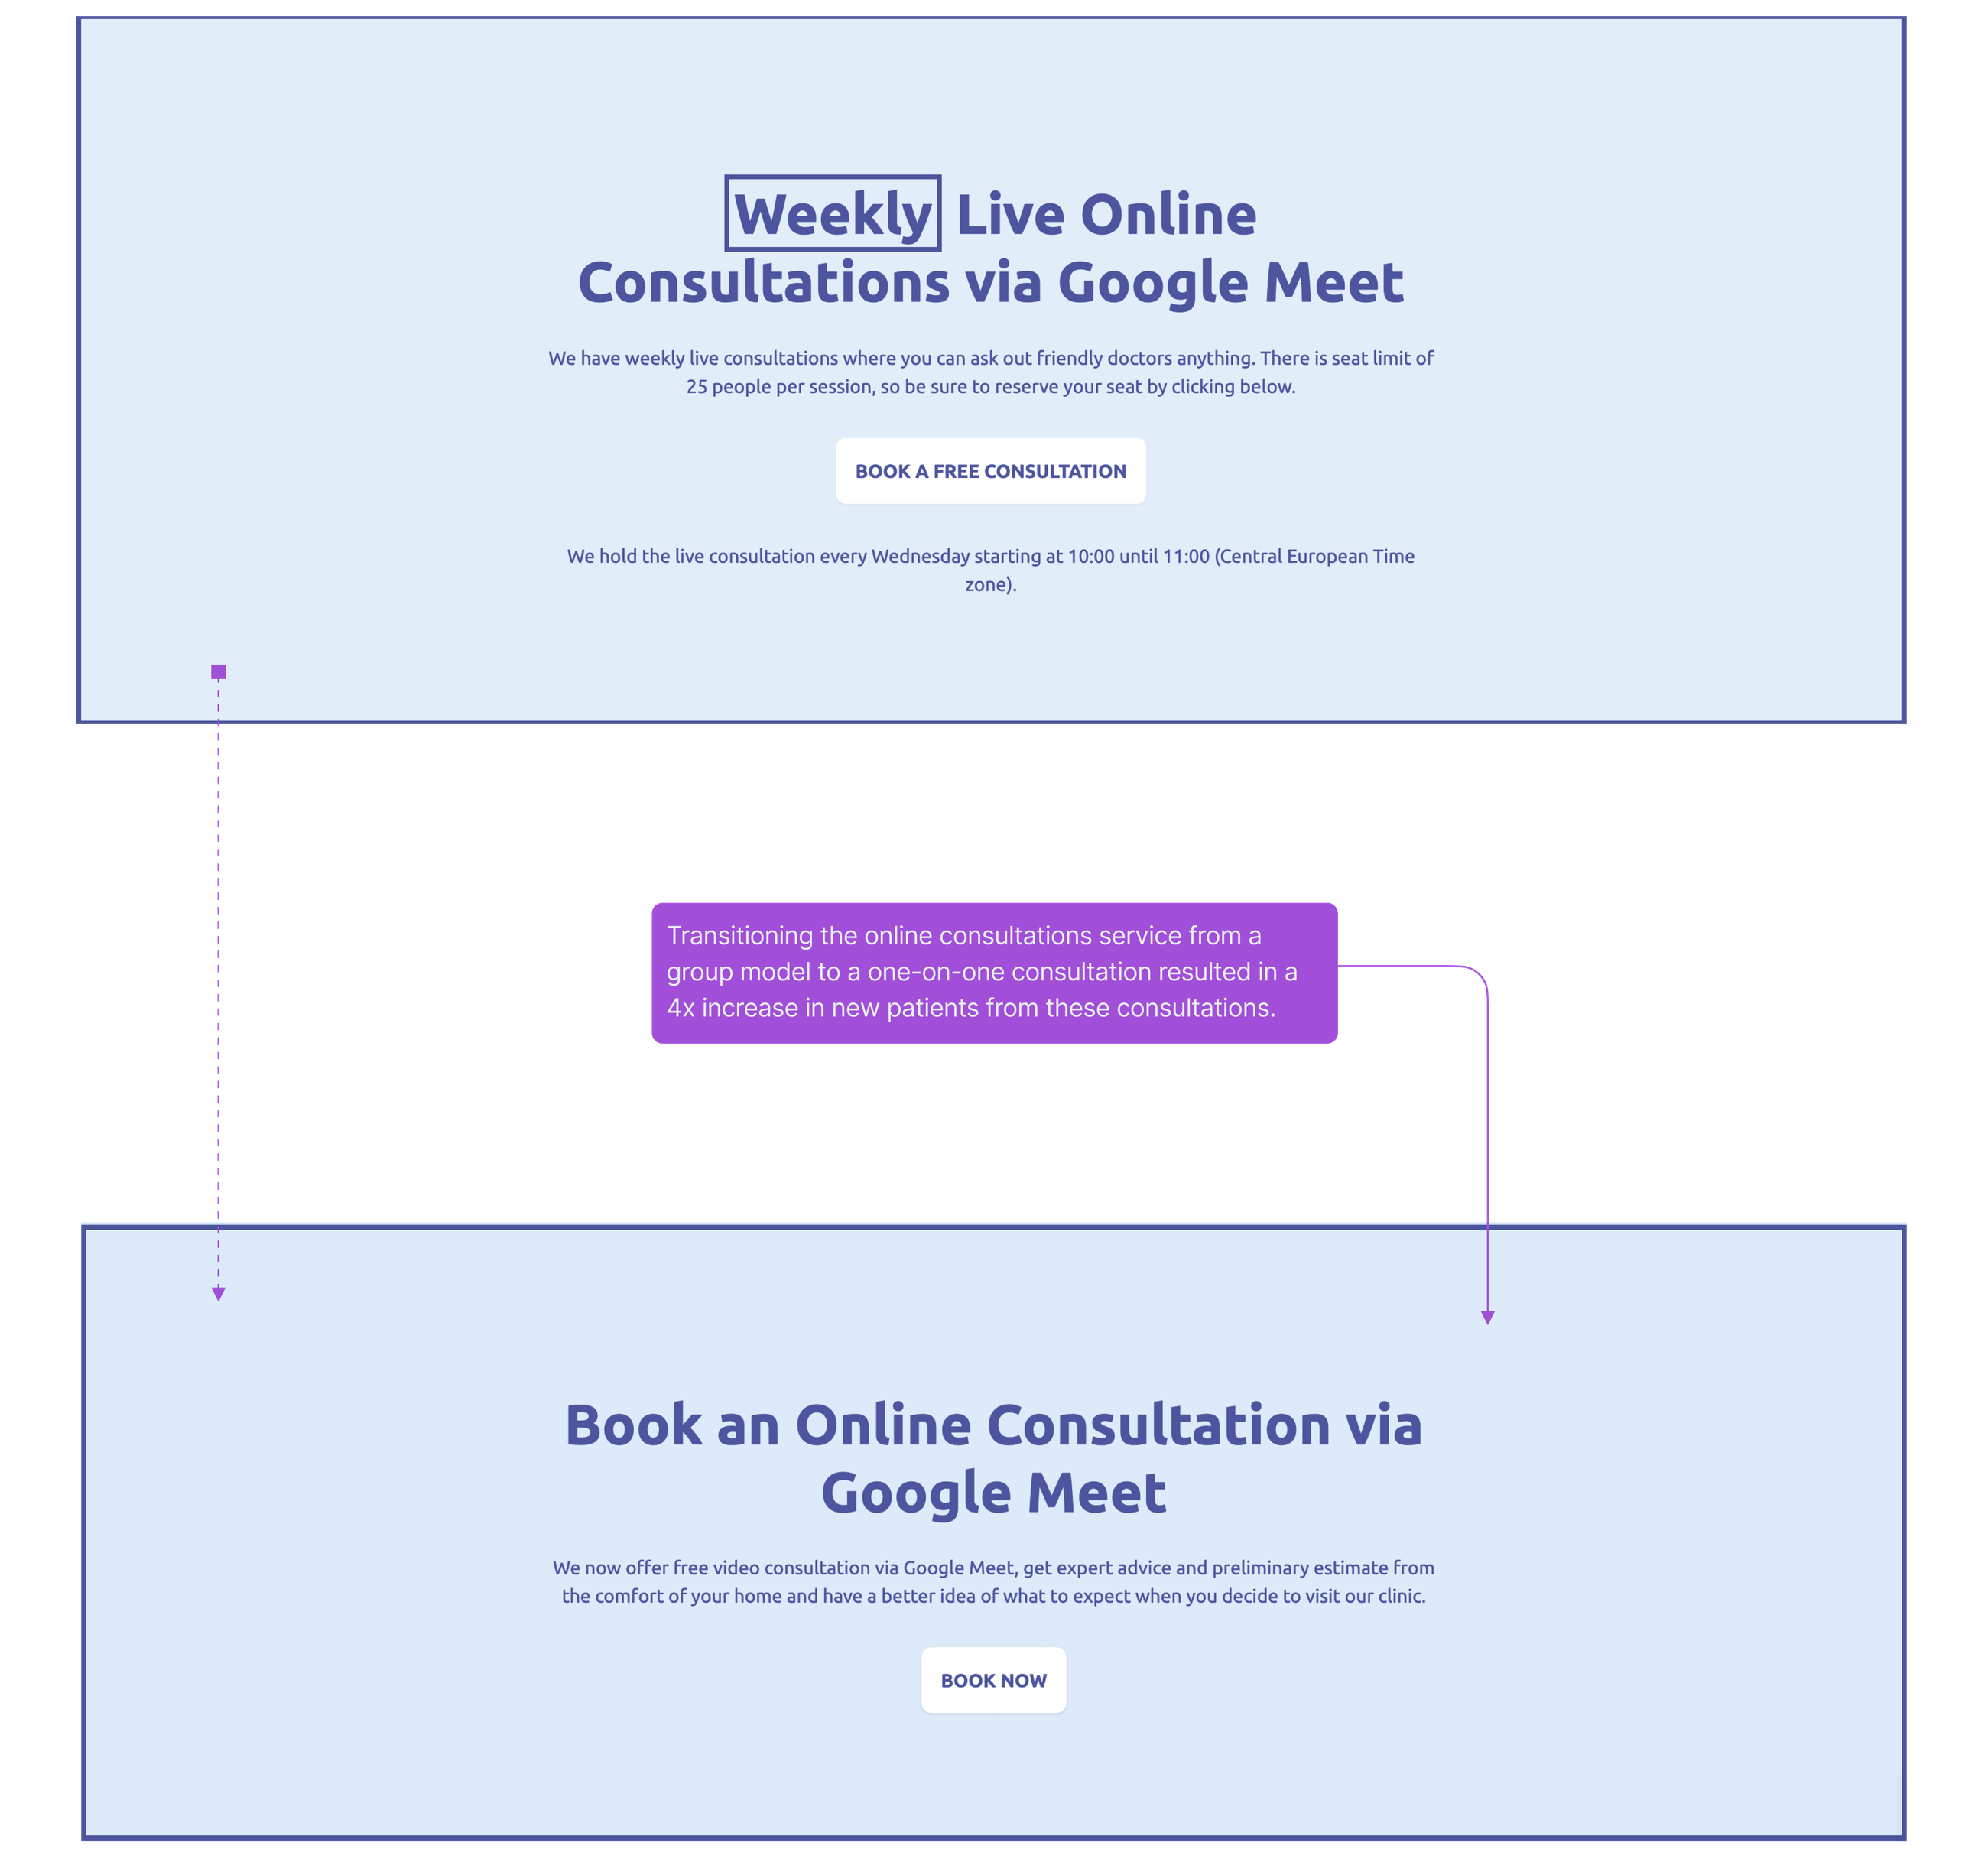 Weekly Live Online
Consultations via Google Meet
We have weekly live consultations where you can ask out friendly doctors anything. There is seat limit of
25 people per session, so be sure to reserve your seat by clicking below.
BOOK A FREE CONSULTATION
We hold the live consultation every Wednesday starting at 10:00 until 11:00 (Central European Time
zone).
Transitioning the online consultations service from a
group model to a one-on-one consultation resulted in a
4x increase in new patients from these consultations.
Book an Online Consultation via
Google Meet
We now offer free video consultation via Google Meet, get expert advice and preliminary estimate from
the comfort of your home and have a better idea of what to expect when you decide to visit our clinic.
BOOK NOW